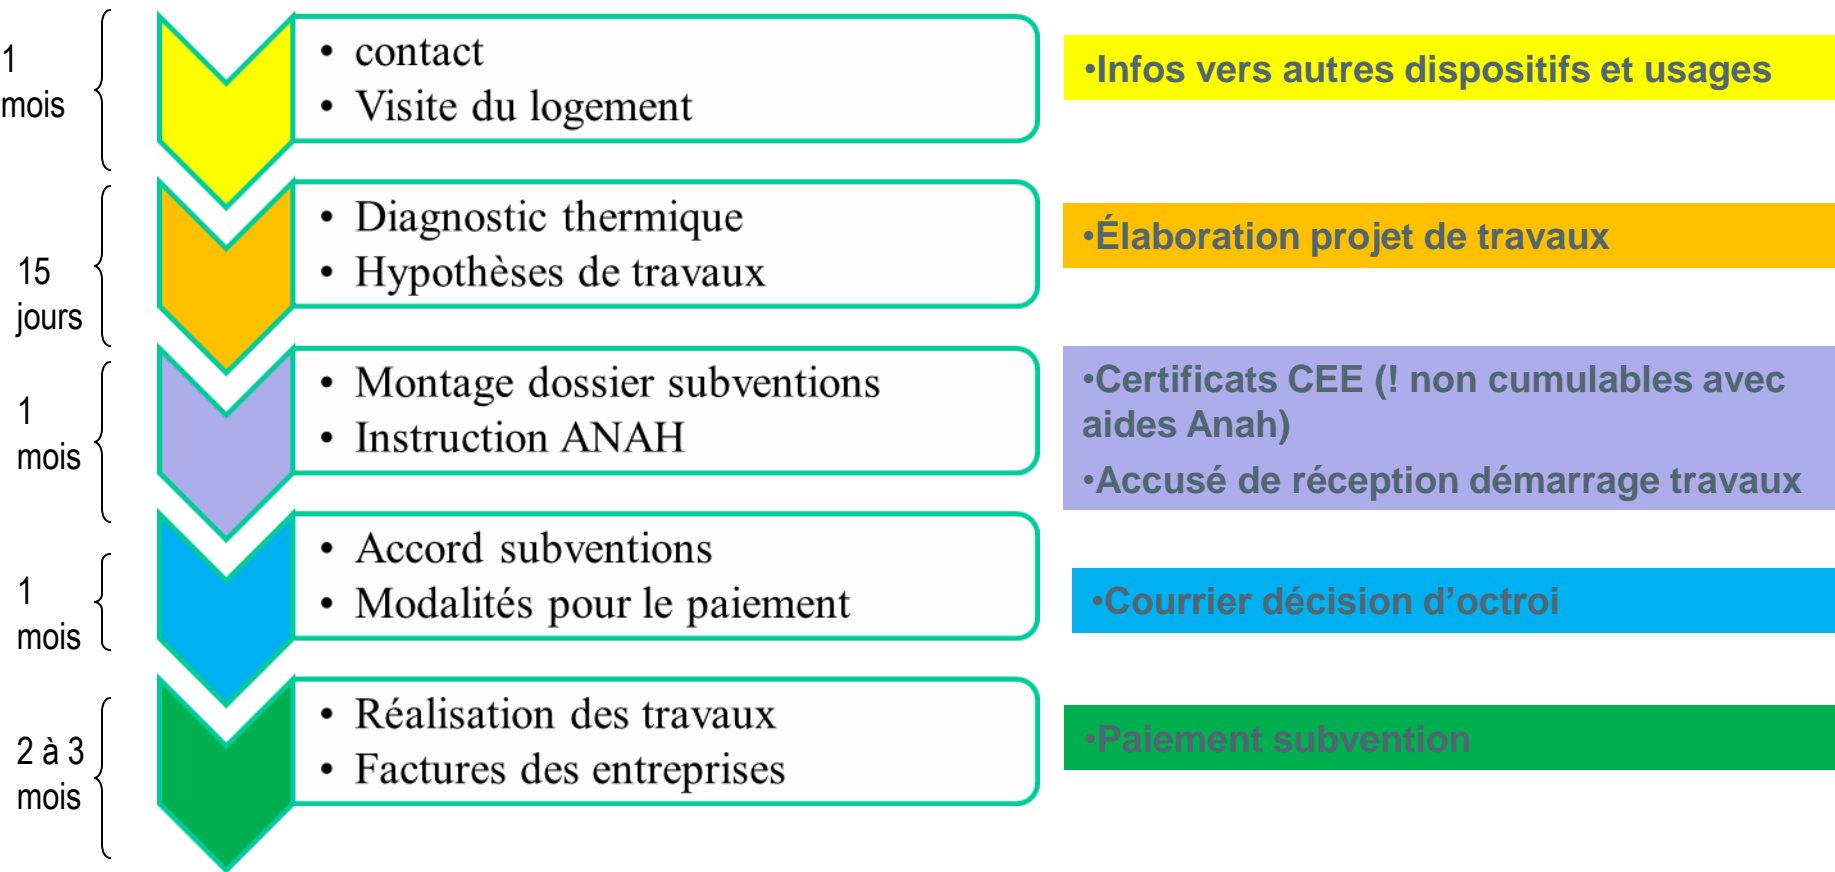 1
mois
• contact
• Visite du logement
•Infos vers autres dispositifs et usages
15
jours
• Diagnostic thermique
• Hypothèses de travaux
•Élaboration projet de travaux
1
mois
• Montage dossier subventions
• Instruction ANAH
•Certificats CEE (! non cumulables avec
aides Anah)
•Accusé de réception démarrage travaux
1
mois
• Accord subventions
• Modalités pour le paiement
•Courrier décision d’octroi
2 à 3
mois
• Réalisation des travaux
• Factures des entreprises
•Paiement subvention